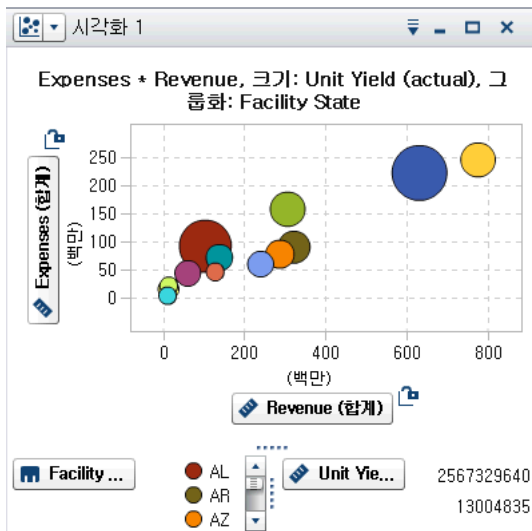 시각화 1
Expenses * Revenue, 크기: Unit Yield (actual), 그
룹화: Facility State
Expenses (합계)
(백만)
250
200
150
100
50
0
0 200 400 600 800
(백만)
Revenue (합계)
Facility ...
AL
AR
AZ
Unit Yie...
2567329640
13004835